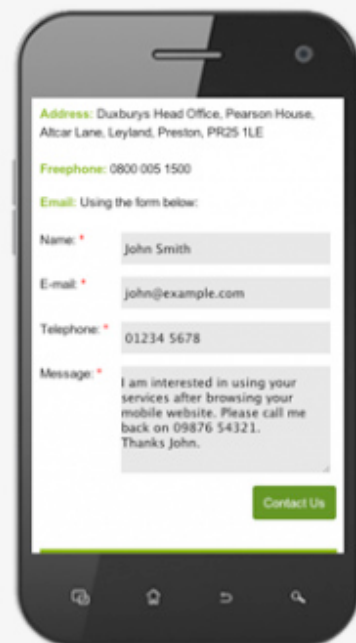 Address: Duxburys Head Office, Pearson House,
Altcar Lane, Leyland, Preston, PR25 1LE
Freephone: 0800 005 1500
Email: Using the form below:
Name: * John Smith
E-mail: * john@example.com
Telephone: * 01234 5678
Message: * I am interested in using your
services after browsing your
mobile website. Please call me
back on 09876 54321.
Thanks John.
Contact Us